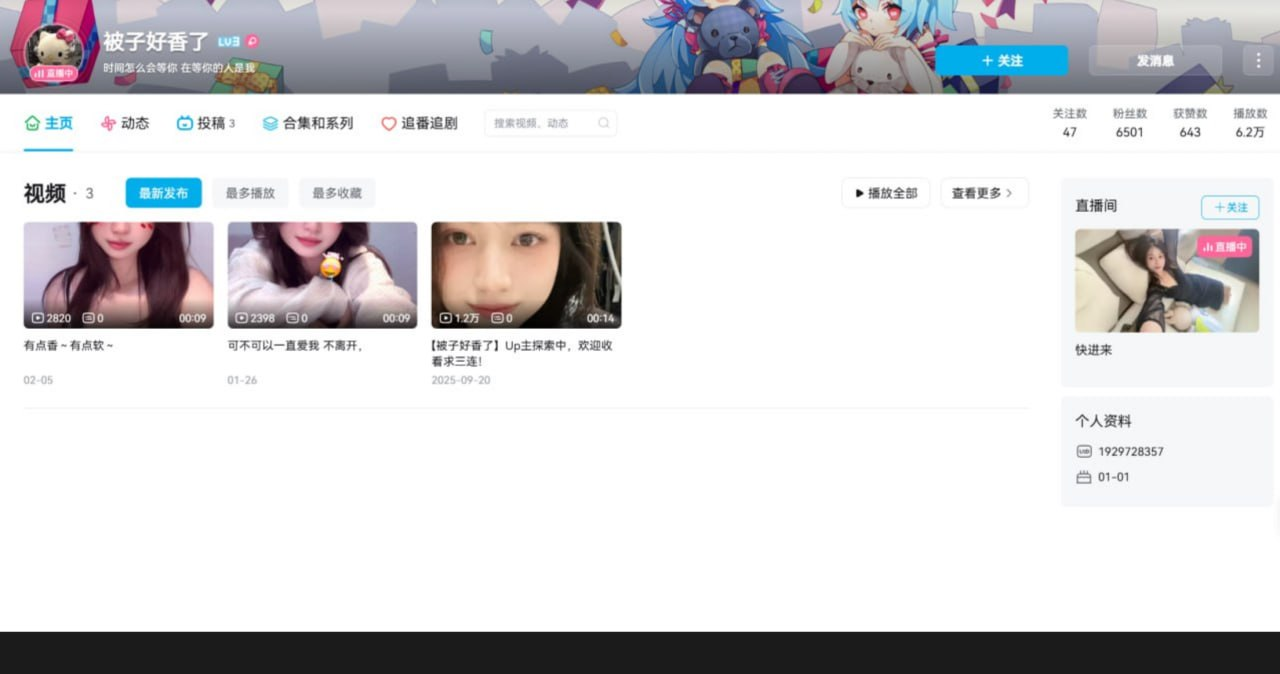 被子好香了 LV3
直播中
时间怎么会等你 在等你的人是我
+ 关注
发消息
主页
动态
投稿 3
合集和系列
追番追剧
搜索视频、动态
关注数
47
粉丝数
6501
获赞数
643
播放数
6.2万
视频 · 3
最新发布
最多播放
最多收藏
播放全部
查看更多
2820 0 00:09
有点香~有点软~
02-05
2398 0 00:09
可不可以一直爱我 不离开,
01-26
1.2万 0 00:14
【被子好香了】Up主探索中，欢迎收
看求三连！
2025-09-20
直播间
+关注
直播中
快进来
个人资料
UID 1929728357
01-01